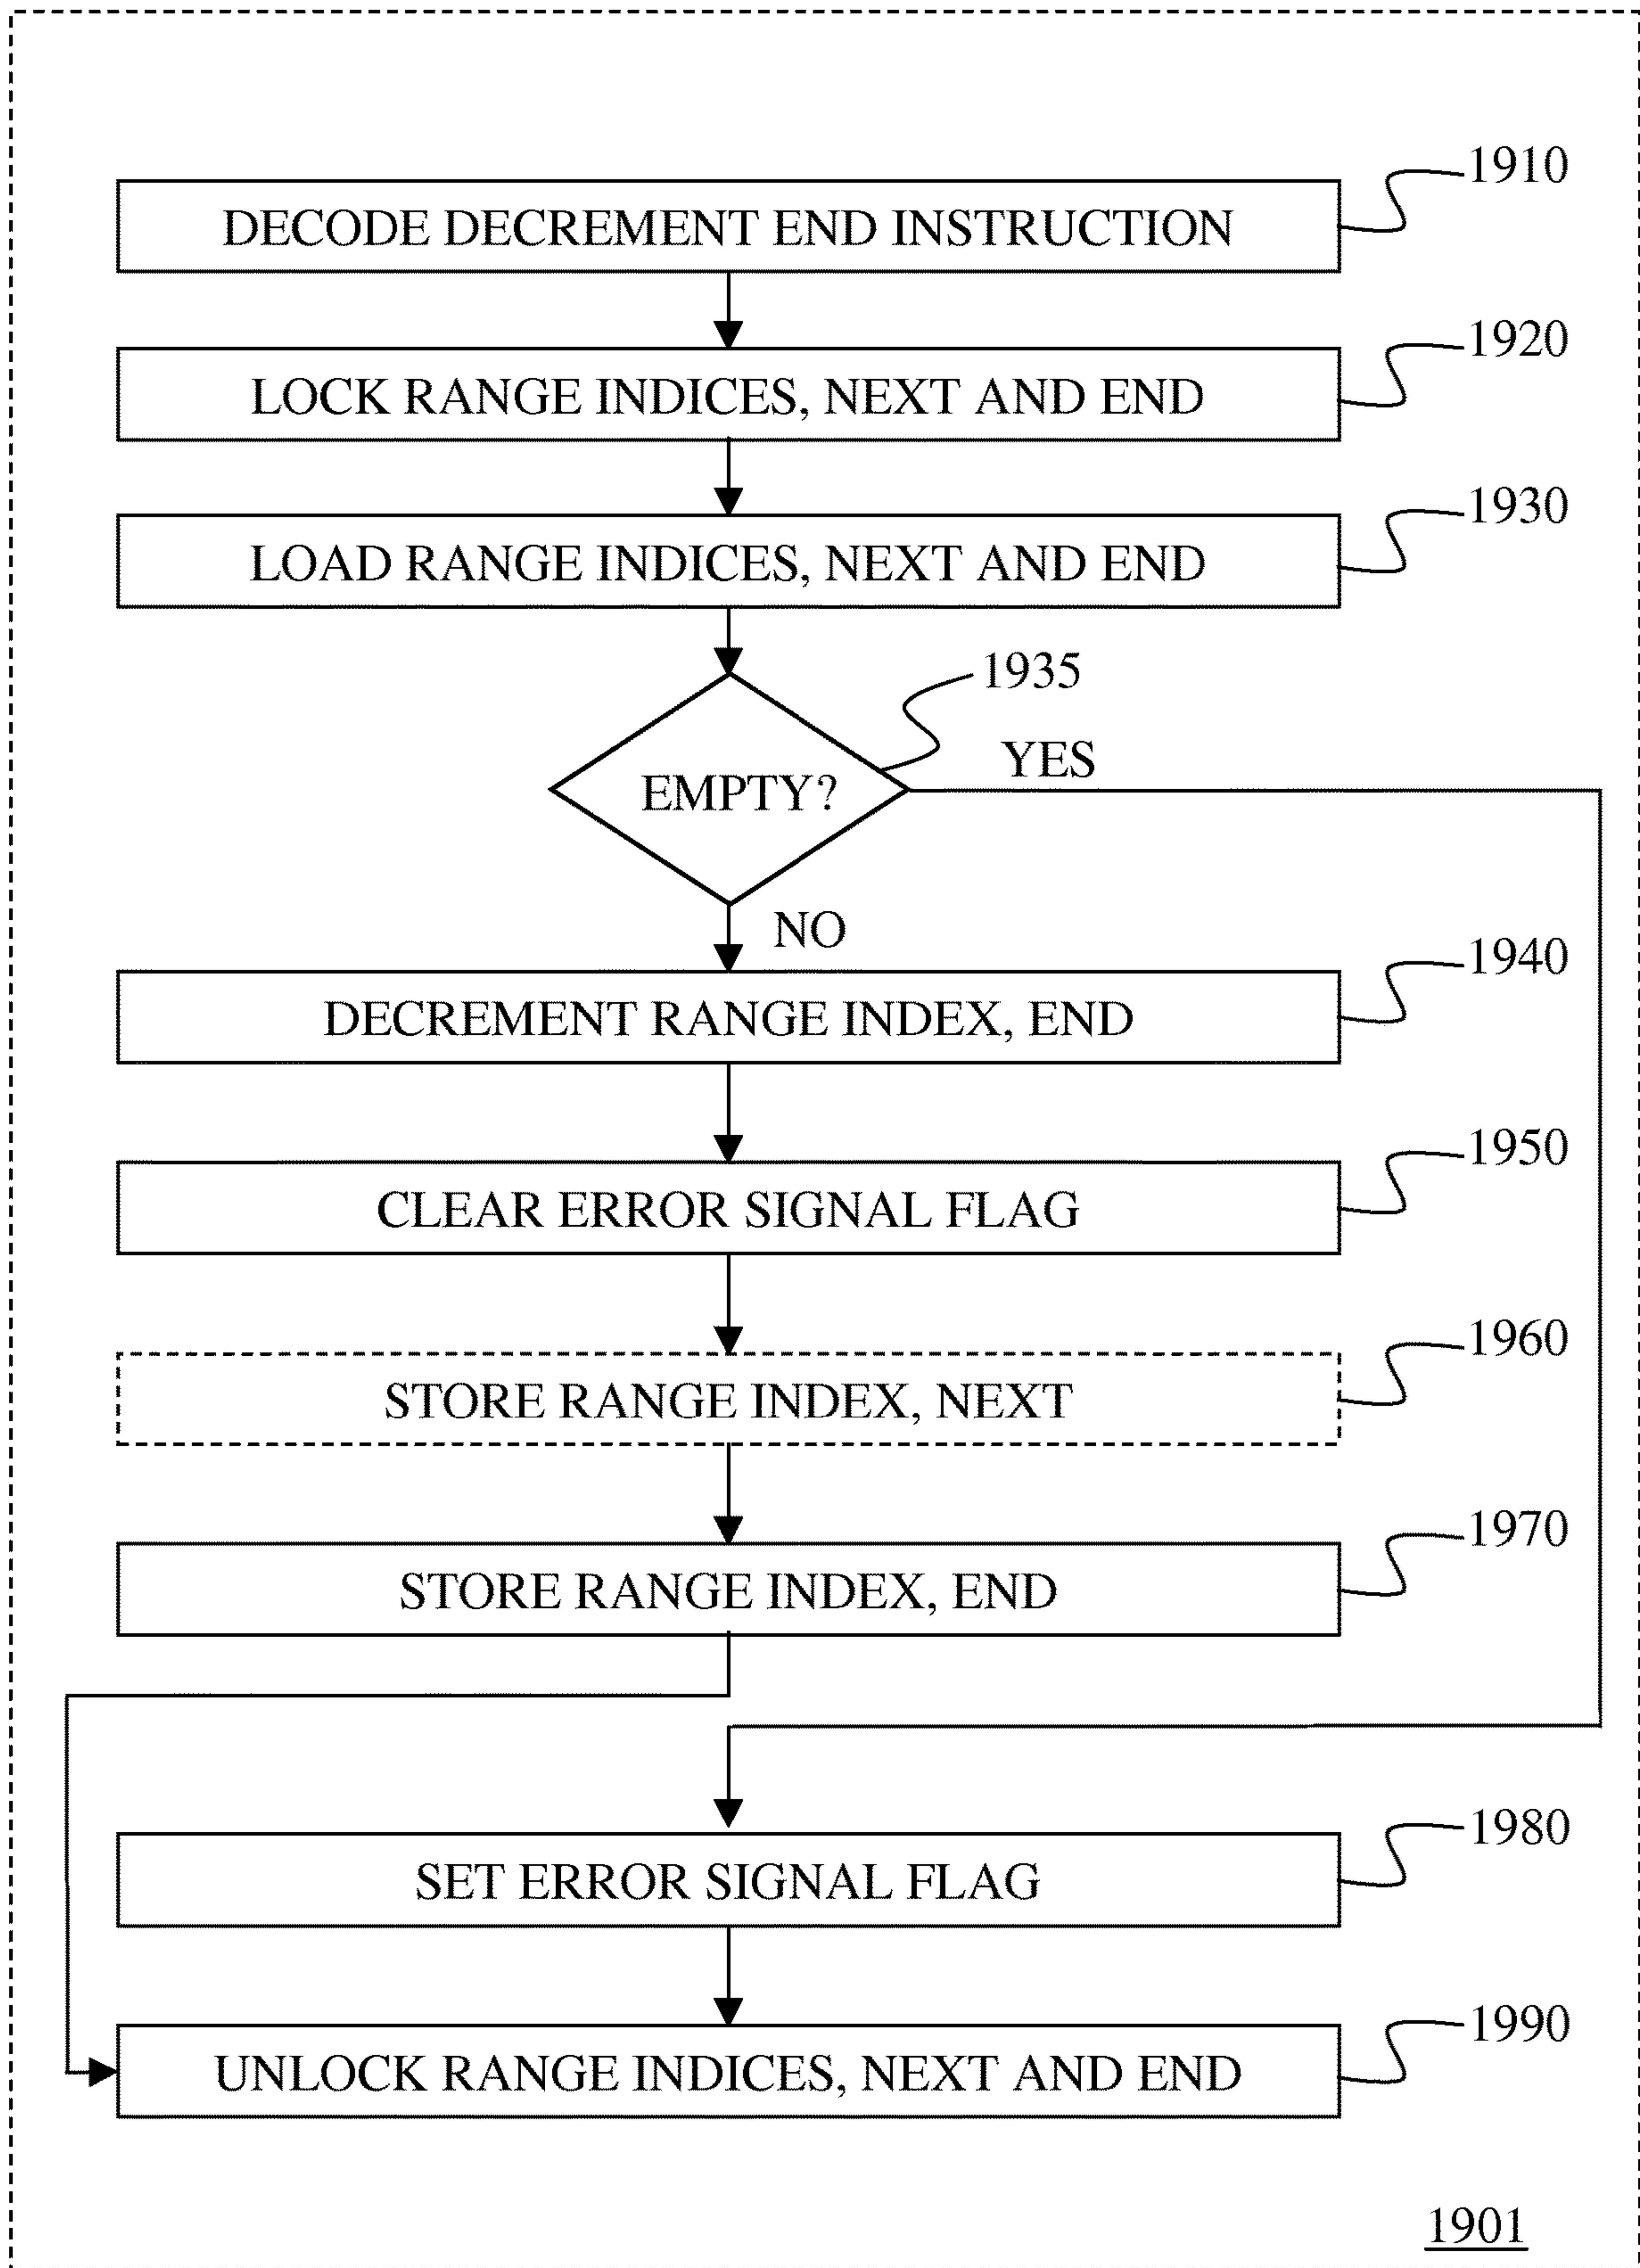 1910
DECODE DECREMENT END INSTRUCTION
1920
LOCK RANGE INDICES, NEXT AND END
1930
LOAD RANGE INDICES, NEXT AND END
1935
YES
EMPTY?
NO
1940
DECREMENT RANGE INDEX, END
1950
CLEAR ERROR SIGNAL FLAG
1960
STORE RANGE INDEX, NEXT
1970
STORE RANGE INDEX, END
1980
SET ERROR SIGNAL FLAG
1990
UNLOCK RANGE INDICES, NEXT AND END
1901